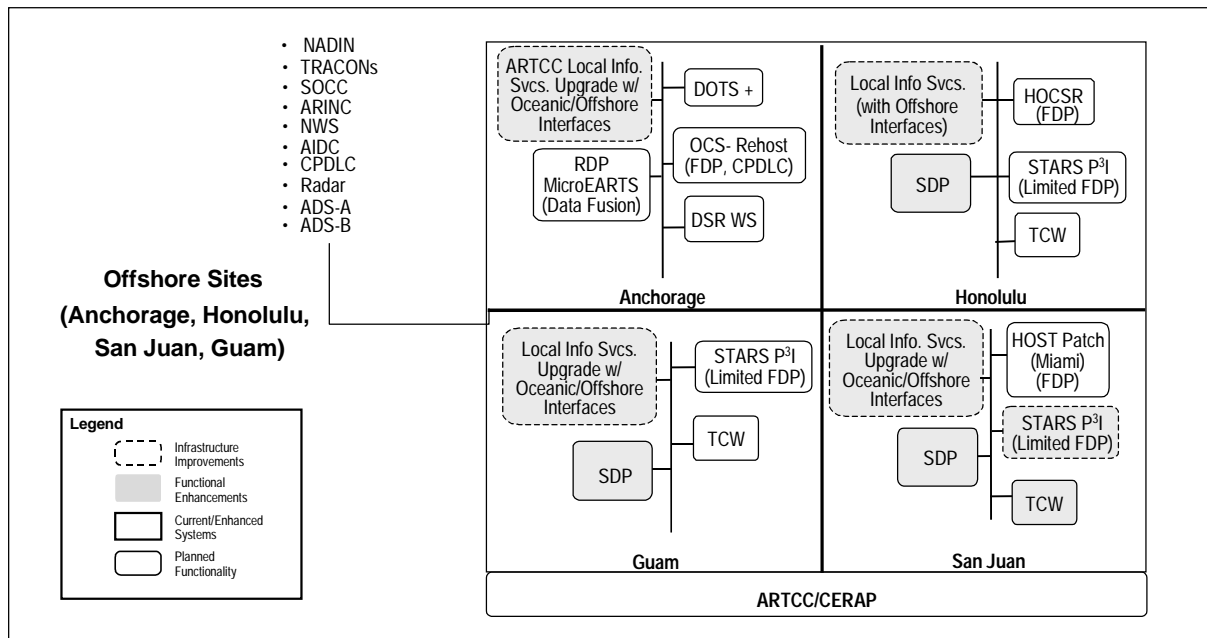 • NADIN
• TRACONs
• SOCC
• ARINC
• NWS
• AIDC
• CPDLC
• Radar
• ADS-A
• ADS-B
Offshore Sites
(Anchorage, Honolulu,
San Juan, Guam)
Legend
Infrastructure
Improvements
Functional
Enhancements
Current/Enhanced
Systems
Planned
Functionality
ARTCC Local Info.
Svcs. Upgrade w/
Oceanic/Offshore
Interfaces
DOTS +
OCS- Rehost
(FDP, CPDLC)
RDP
MicroEARTS
(Data Fusion)
DSR WS
Anchorage
Local Info Svcs.
(with Offshore
Interfaces)
HOCSR
(FDP)
SDP
STARS P³I
(Limited FDP)
TCW
Honolulu
Local Info Svcs.
Upgrade w/
Oceanic/Offshore
Interfaces
STARS P³I
(Limited FDP)
TCW
SDP
Guam
Local Info Svcs.
Upgrade w/
Oceanic/Offshore
Interfaces
HOST Patch
(Miami)
(FDP)
STARS P³I
(Limited FDP)
SDP
TCW
San Juan
ARTCC/CERAP